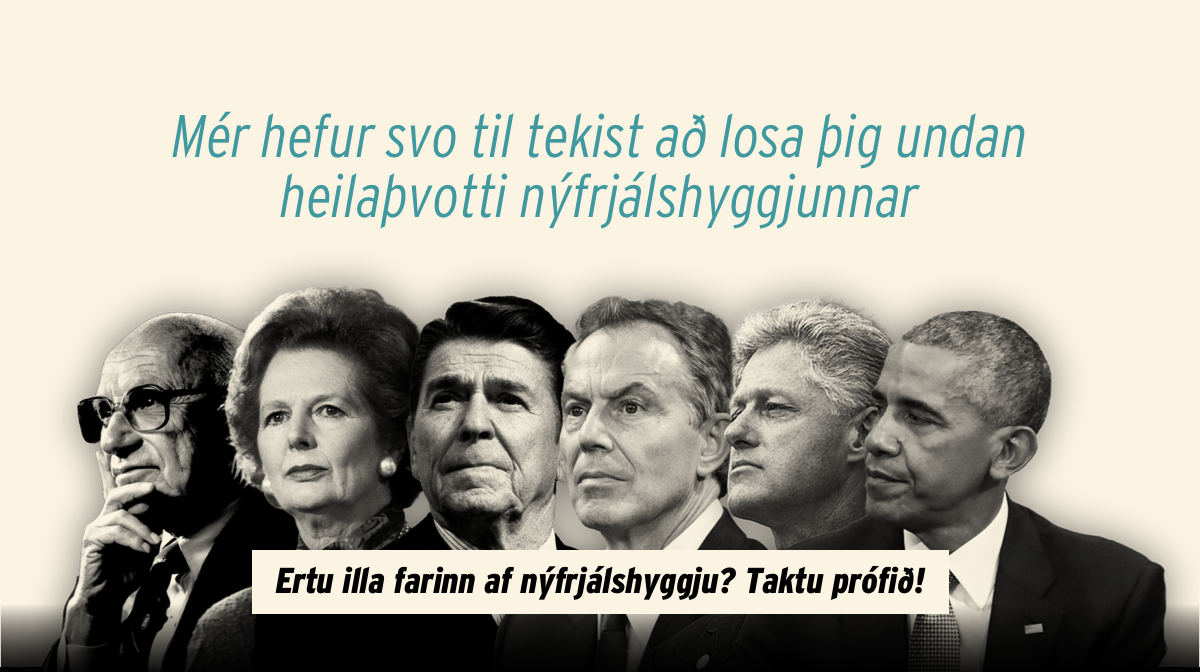 Mér hefur svo til tekist að losa þig undan
heilaþvotti nýfrjálshyggjunnar
Ertu illa farinn af nýfrjálshyggju? Taktu prófið!